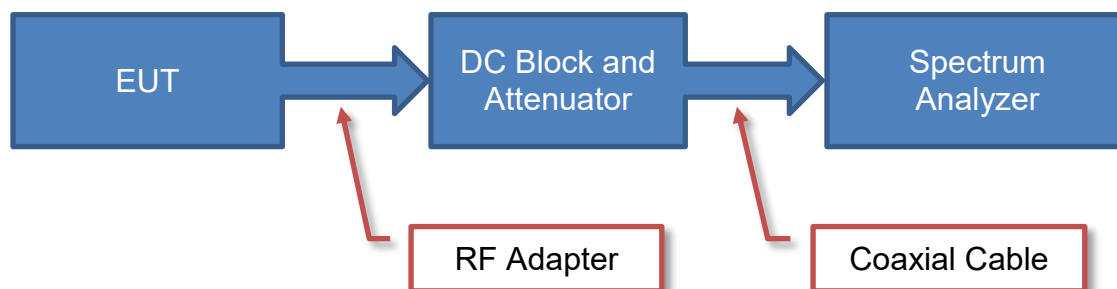 EUT
DC Block and
Attenuator
Spectrum
Analyzer
RF Adapter
Coaxial Cable